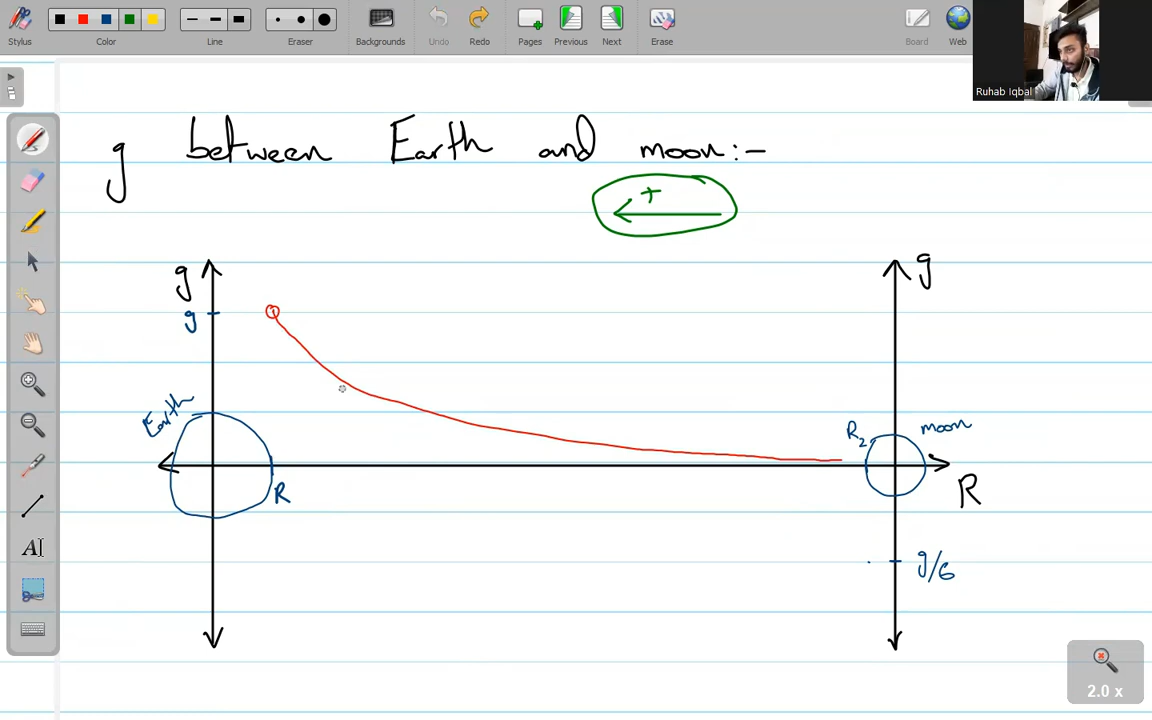 Stylus
Color
Line
Eraser
Backgrounds
Undo
Redo
Pages
Previous
Next
Erase
Board
Web
Ruhab Iqbal
g between Earth and moon:-
+
g
g
g
1
Earth
R
R2
moon
R
g/6
2.0 x